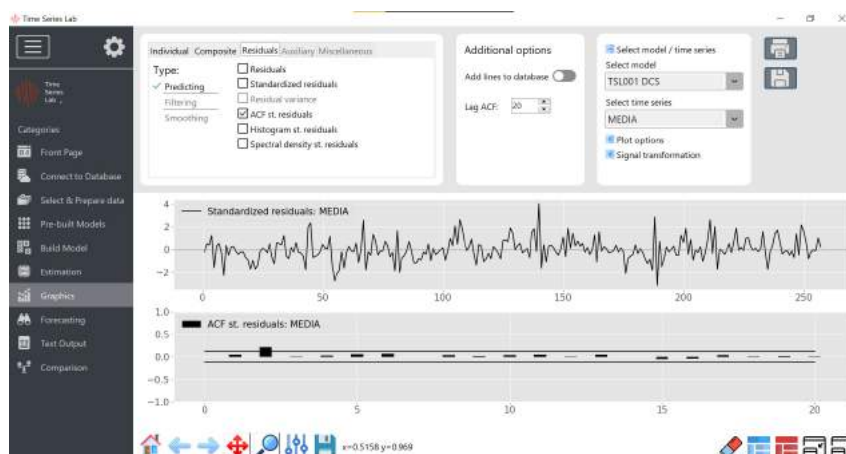 Time Series Lab
Individual Composite Residuals Auxiliary Miscellaneous
Type:
Predicting
Filtering
Smoothing
Residuals
Standardized residuals
Residual variance
ACF st. residuals
Histogram st. residuals
Spectral density st. residuals
Additional options
Add lines to database
Lag ACF: 20
Select model / time series
Select model
TSL001 DCS
Select time series
MEDIA
Plot options
Signal transformation
Time
Series
Lab
Categories
Front Page
Connect to Database
Select & Prepare data
Pre-built Models
Build Model
Estimation
Graphics
Forecasting
Text Output
Comparison
Standardized residuals: MEDIA
4
2
0
−2
0 50 100 150 200 250
ACF st. residuals: MEDIA
1.0
0.5
0.0
−0.5
−1.0
0 5 10 15 20
x=0.5158 y=0.969